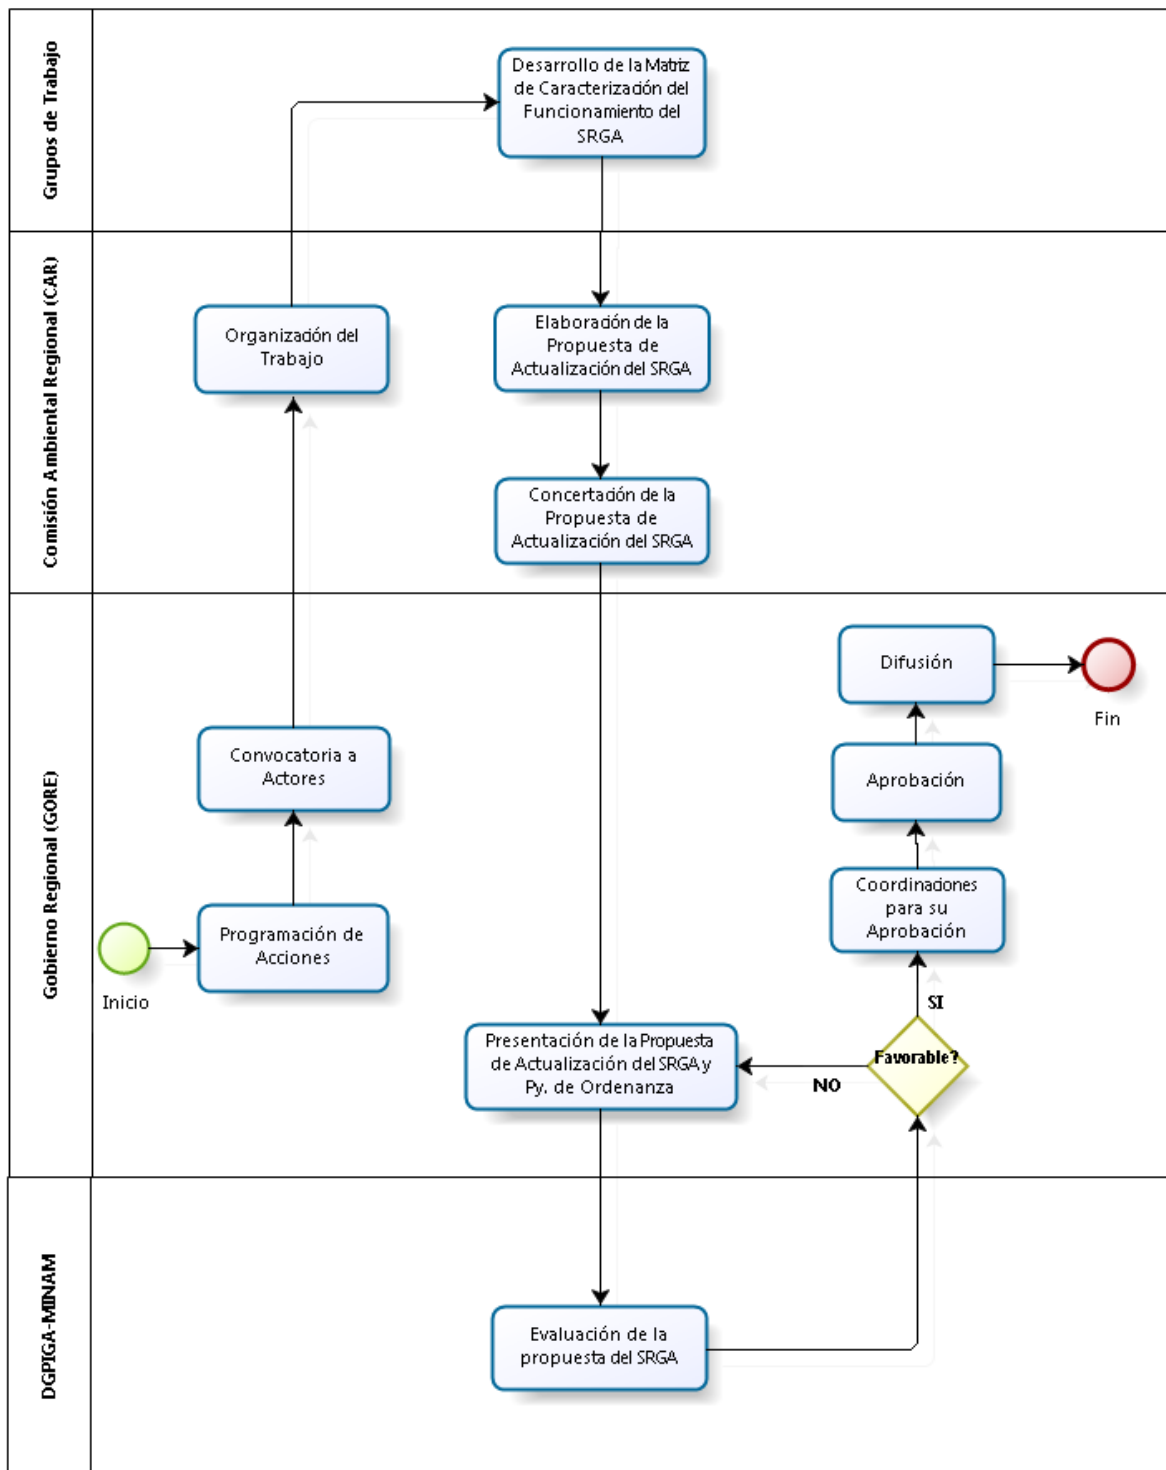 Grupos de Trabajo
Desarrollo de la Matriz
de Caracterización del
Funcionamiento del
SRGA
Comisión Ambiental Regional (CAR)
Organización del
Trabajo
Elaboración de la
Propuesta de
Actualización del SRGA
Concertación de la
Propuesta de
Actualización del SRGA
Gobierno Regional (GORE)
Difusión
Fin
Convocatoria a
Actores
Aprobación
Coordinaciones
para su
Aprobación
Programación de
Acciones
Inicio
SI
Presentación de la Propuesta
de Actualización del SRGA y
Py. de Ordenanza
Favorable?
NO
DGPIGA-MINAM
Evaluación de la
propuesta del SRGA